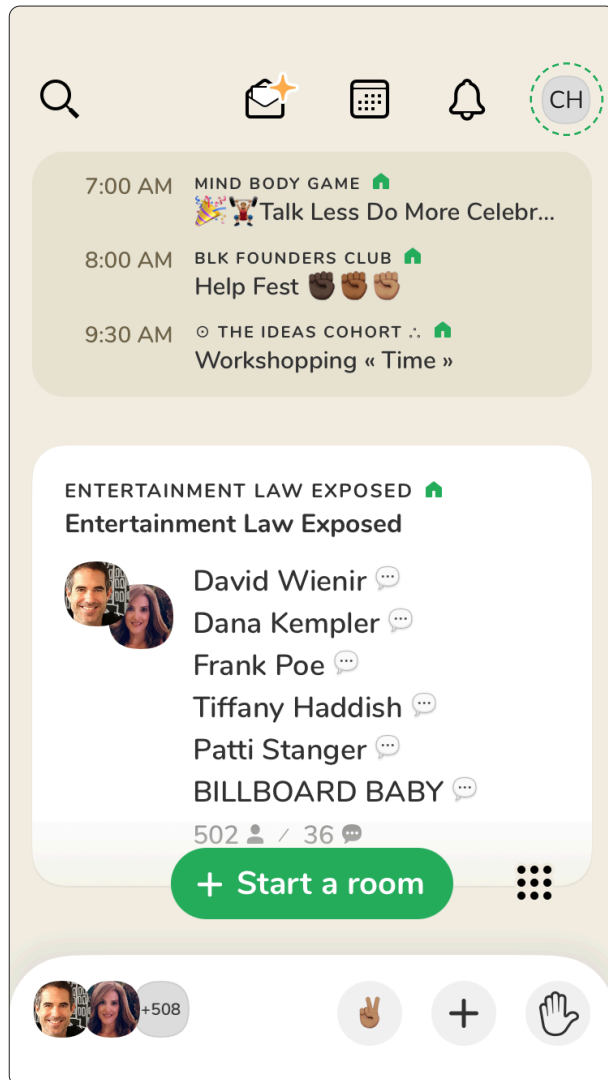 CH
7:00 AM MIND BODY GAME
🎉🏋🏿Talk Less Do More Celebr...
8:00 AM BLK FOUNDERS CLUB
Help Fest ✊🏿✊🏾✊🏽
9:30 AM ⊙ THE IDEAS COHORT ∴
Workshopping « Time »
ENTERTAINMENT LAW EXPOSED
Entertainment Law Exposed
David Wienir 💬
Dana Kempler 💬
Frank Poe 💬
Tiffany Haddish 💬
Patti Stanger 💬
BILLBOARD BABY 💬
502 / 36
+ Start a room
+508